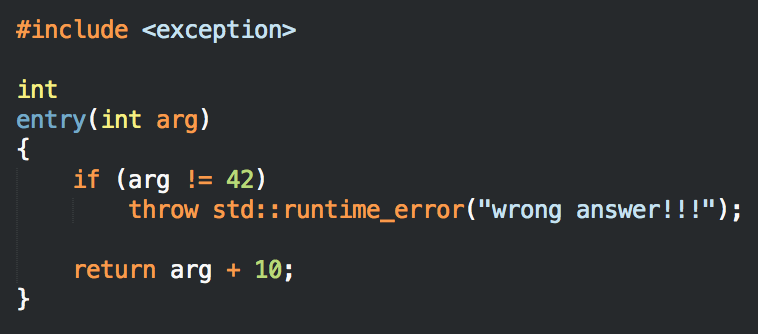 #include <exception>
int
entry(int arg)
{
if (arg != 42)
throw std::runtime_error("wrong answer!!!");
return arg + 10;
}